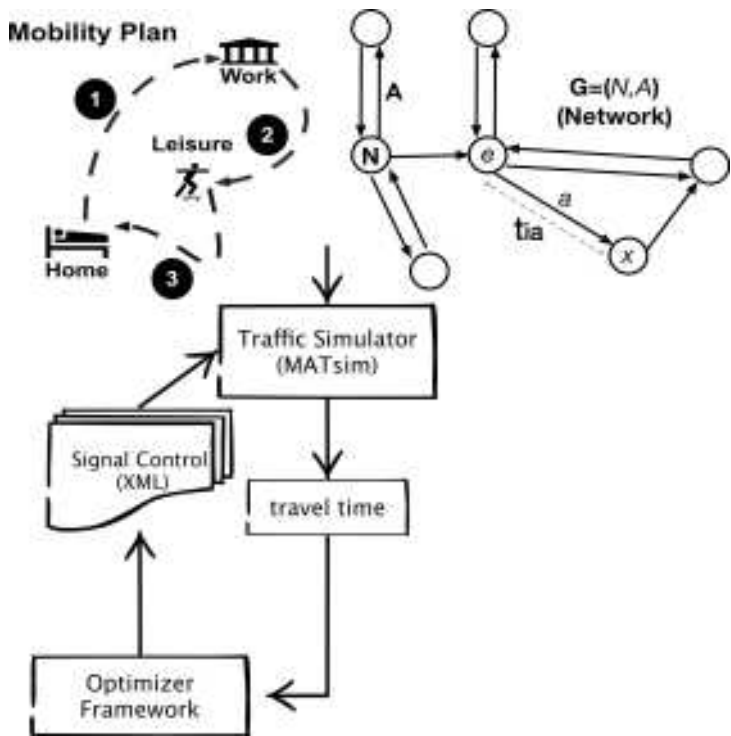 Mobility Plan
1
Work
2
Leisure
Home
3
A
G=(N,A)
(Network)
N
e
a
tia
x
Traffic Simulator
(MATsim)
Signal Control
(XML)
travel time
Optimizer
Framework